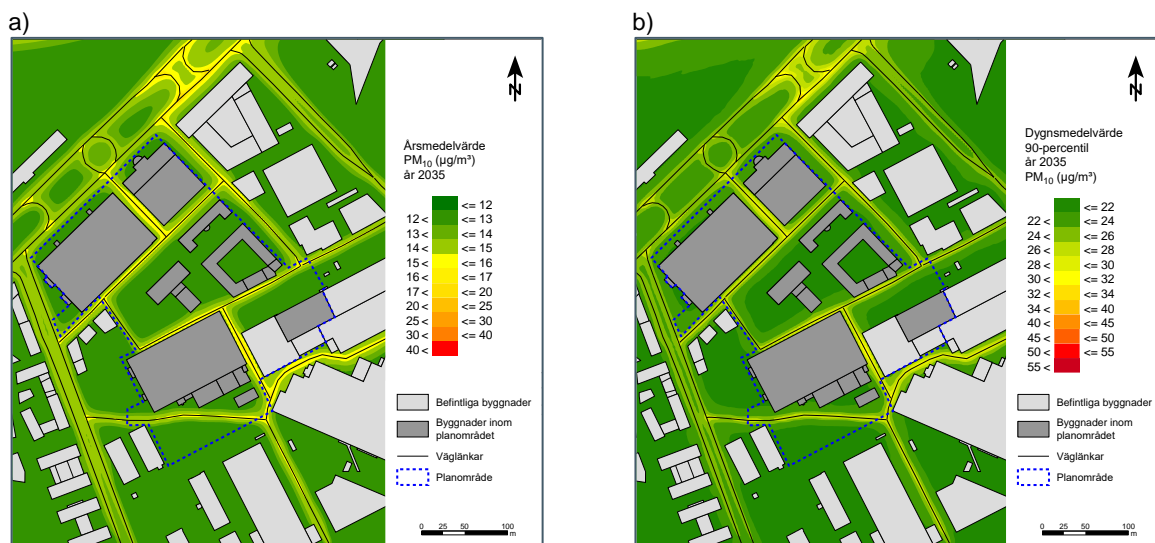 a)
N
Årsmedelvärde
PM10 (µg/m³)
år 2035
<= 12
12 < <= 13
13 < <= 14
14 < <= 15
15 < <= 16
16 < <= 17
17 < <= 20
20 < <= 25
25 < <= 30
30 < <= 40
40 <
Befintliga byggnader
Byggnader inom
planområdet
Väglänkar
Planområde
0 25 50 100
m
b)
N
Dygnsmedelvärde
90-percentil
år 2035
PM10 (µg/m³)
<= 22
22 < <= 24
24 < <= 26
26 < <= 28
28 < <= 30
30 < <= 32
32 < <= 34
34 < <= 40
40 < <= 45
45 < <= 50
50 < <= 55
55 <
Befintliga byggnader
Byggnader inom
planområdet
Väglänkar
Planområde
0 25 50 100
m